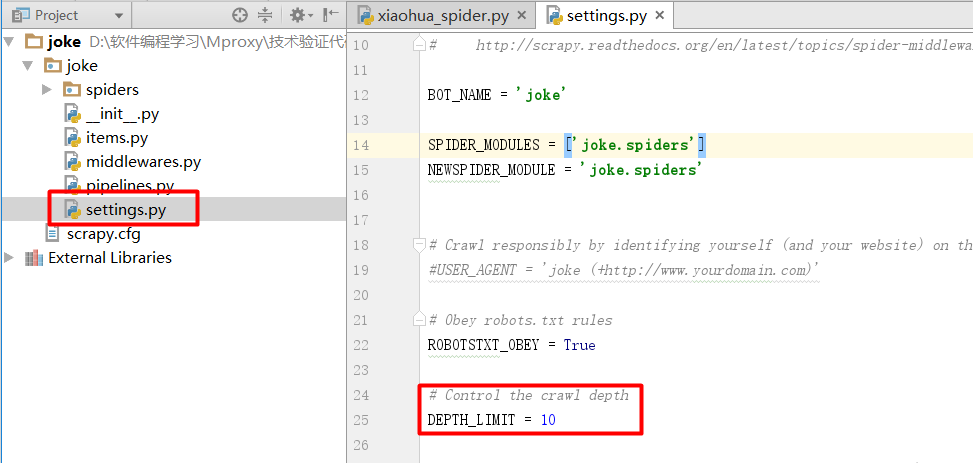 Project
xiaohua_spider.py
settings.py
joke D:\软件编程学习\Mproxy\技术验证代
joke
spiders
__init__.py
items.py
middlewares.py
pipelines.py
settings.py
scrapy.cfg
External Libraries
10 # http://scrapy.readthedocs.org/en/latest/topics/spider-middlewa
11
12 BOT_NAME = 'joke'
13
14 SPIDER_MODULES = ['joke.spiders']
15 NEWSPIDER_MODULE = 'joke.spiders'
16
17
18 # Crawl responsibly by identifying yourself (and your website) on th
19 #USER_AGENT = 'joke (+http://www.yourdomain.com)'
20
21 # Obey robots.txt rules
22 ROBOTSTXT_OBEY = True
23
24 # Control the crawl depth
25 DEPTH_LIMIT = 10
26